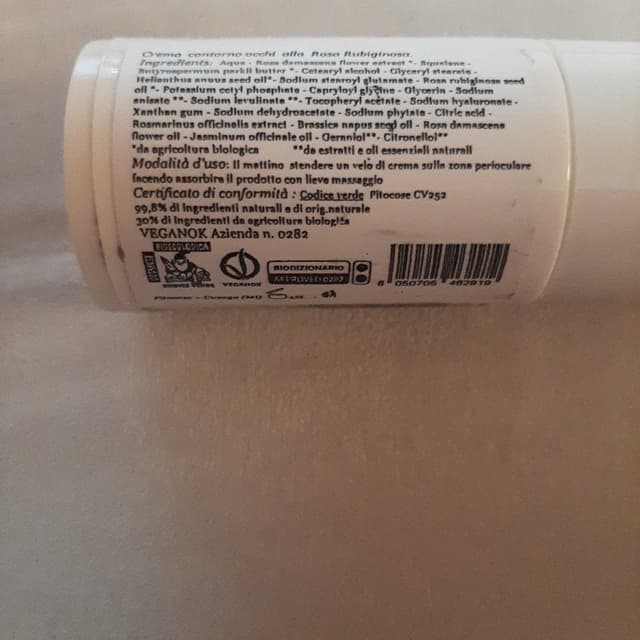 Crema contorno occhi alla Rosa Rubiginosa.
Ingredients: Aqua - Rosa damascena flower extract *- Squalane -
Butyrospermum parkii butter *- Cetearyl alcohol - Glyceryl stearate -
Helianthus anuus seed oil*- Sodium stearoyl glutamate - Rosa rubiginosa seed
oil *- Potassium cetyl phosphate - Capryloyl glycine - Glycerin - Sodium
anisate **- Sodium levulinate **- Tocopheryl acetate - Sodium hyaluronate -
Xanthan gum - Sodium dehydroacetate - Sodium phytate - Citric acid -
Rosmarinus officinalis extract - Brassica napus seed oil - Rosa damascena
flower oil - Jasminum officinale oil - Geraniol** - Citronellol**
*da agricoltura biologica **da estratti e oli essenziali naturali
Modalità d'uso: Il mattino stendere un velo di crema sulla zona perioculare
facendo assorbire il prodotto con lieve massaggio
Certificato di conformità : Codice verde Fitocose CV252
99,8% di ingredienti naturali e di orig.naturale
30% di ingredienti da agricoltura biologica
VEGANOK Azienda n. 0282
BIOECOLOGICA
VEGANOK
BIODIZIONARIO
8 050705 462919